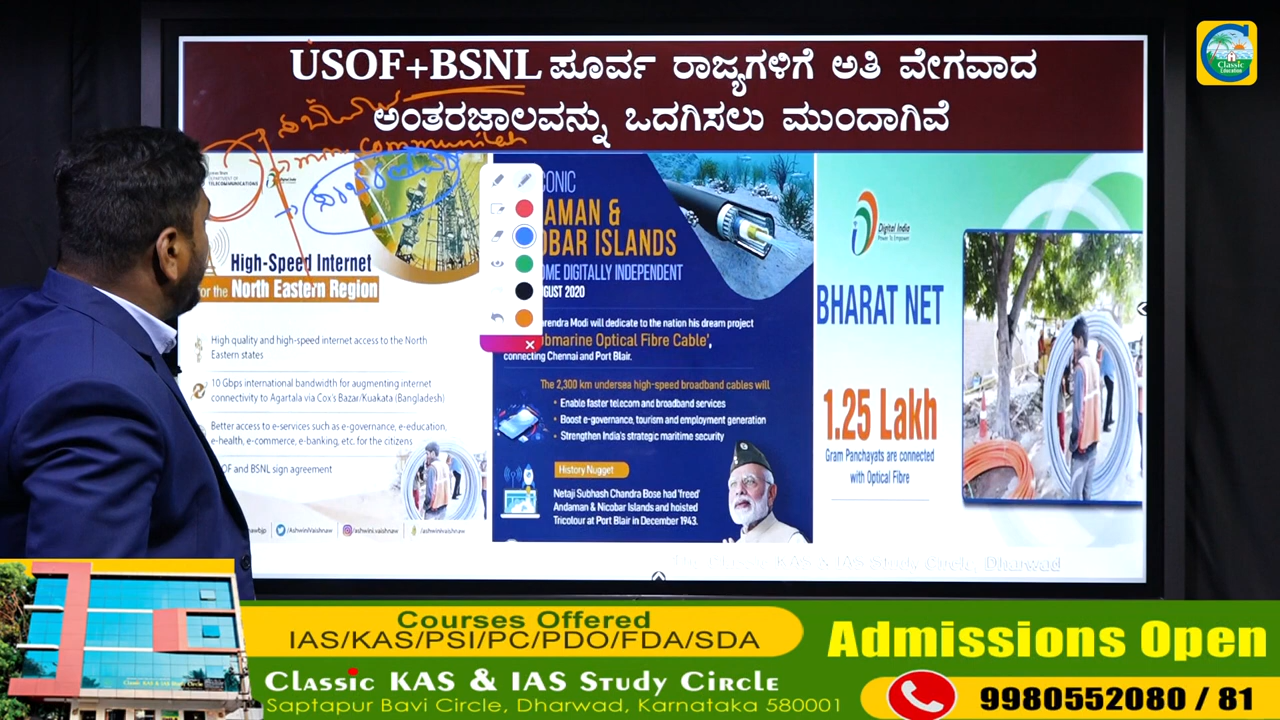 USOF+BSNL ಪೂರ್ವ ರಾಜ್ಯಗಳಿಗೆ ಅತಿ ವೇಗವಾದ
ಅಂತರಜಾಲವನ್ನು ಒದಗಿಸಲು ಮುಂದಾಗಿವೆ
Classic
Education
TELECOMMUNICATIONS
High-Speed Internet
for the North Eastern Region
High quality and high-speed internet access to the North
Eastern states
10 Gbps international bandwidth for augmenting internet
connectivity to Agartala via Cox's Bazar/Kuakata (Bangladesh)
Better access to e-services such as e-governance, e-education,
e-health, e-commerce, e-banking, etc. for the citizens
OF and BSNL sign agreement
/AshwiniVaishnaw
/ashwini.vaishnaw
/ashwinivaishnaw
ONIC
AMAN &
OBAR ISLANDS
OME DIGITALLY INDEPENDENT
UGUST 2020
arendra Modi will dedicate to the nation his dream project
ubmarine Optical Fibre Cable',
connecting Chennai and Port Blair.
The 2,300 km undersea high-speed broadband cables will
• Enable faster telecom and broadband services
• Boost e-governance, tourism and employment generation
• Strengthen India's strategic maritime security
History Nugget
Netaji Subhash Chandra Bose had 'freed'
Andaman & Nicobar Islands and hoisted
Tricolour at Port Blair in December 1943.
Digital India
Power To Empower
BHARAT NET
1.25 Lakh
Gram Panchayats are connected
with Optical Fibre
KAS & IAS Study Circle, Dharwad
Courses Offered
IAS/KAS/PSI/PC/PDO/FDA/SDA
Classic KAS & IAS Study Circle
Saptapur Bavi Circle, Dharwad, Karnataka 580001
Admissions Open
9980552080 / 81